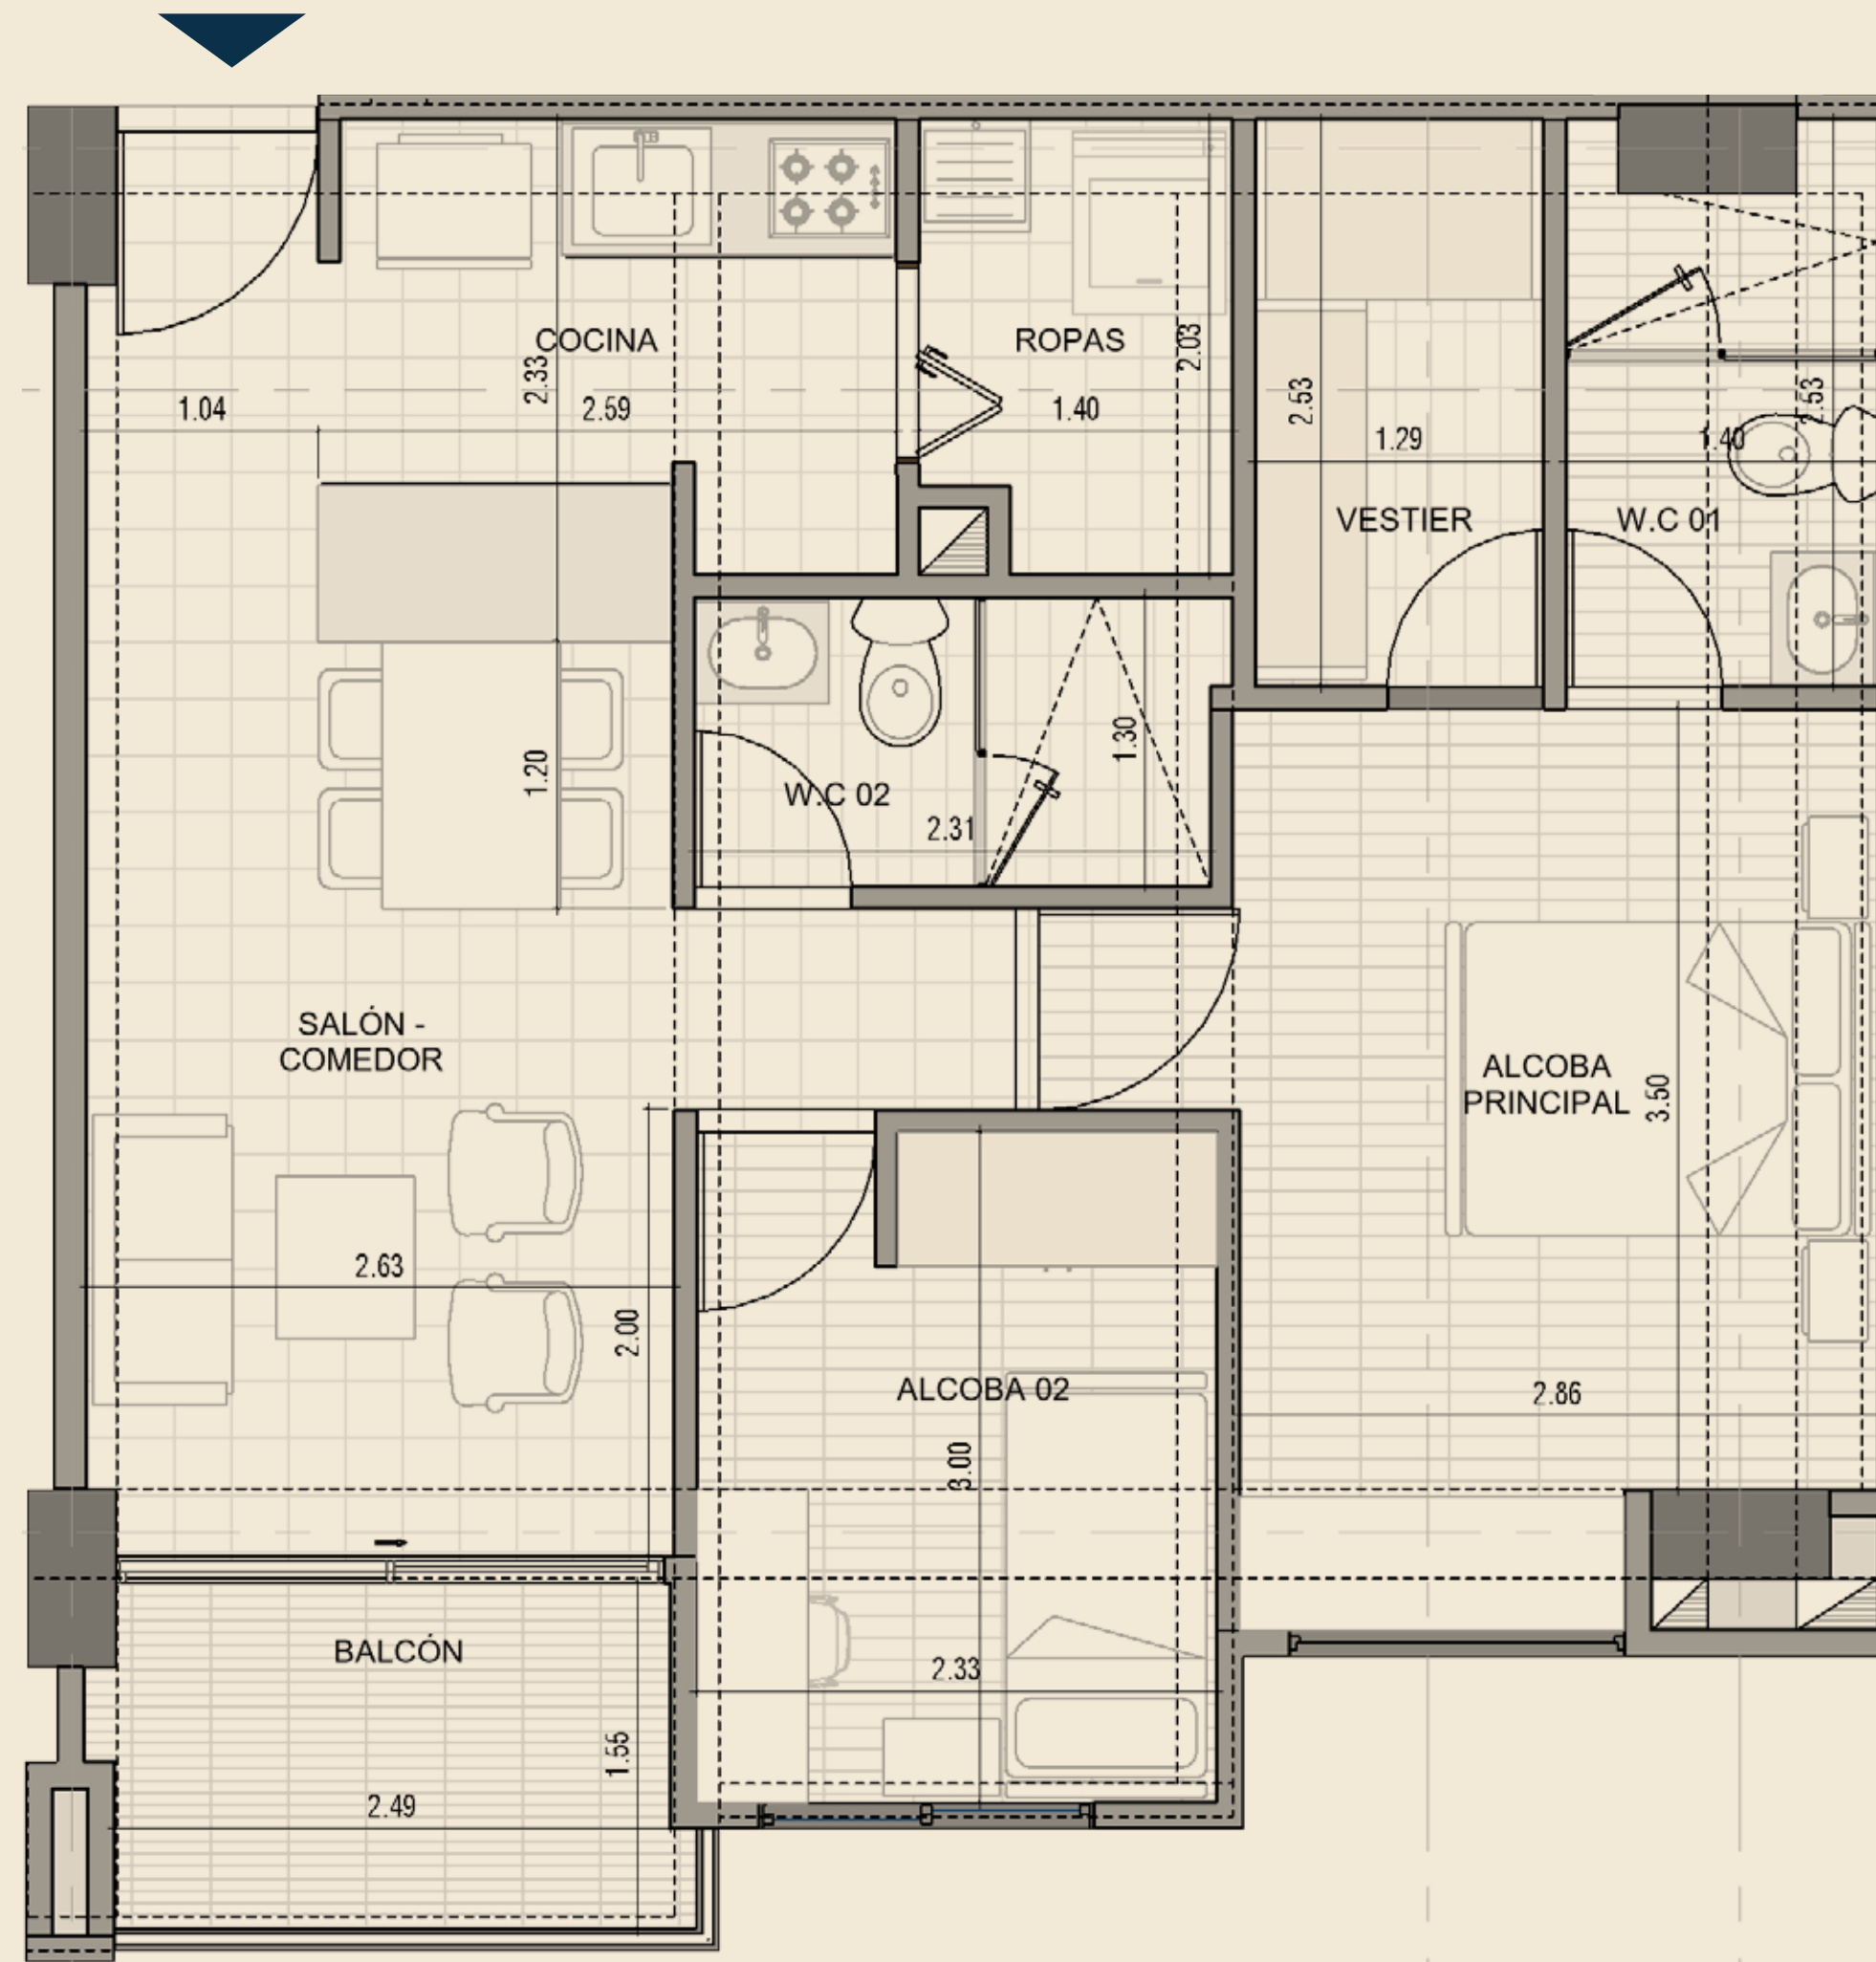 COCINA
ROPAS
2.33
2.03
1.04
2.59
1.40
2.53
1.29
2.53
1.40
VESTIER
W.C 01
1.20
1.30
W.C 02
2.31
SALÓN -
COMEDOR
ALCOBA
PRINCIPAL
3.50
2.63
2.00
ALCOBA 02
2.86
3.00
BALCÓN
2.33
1.55
2.49